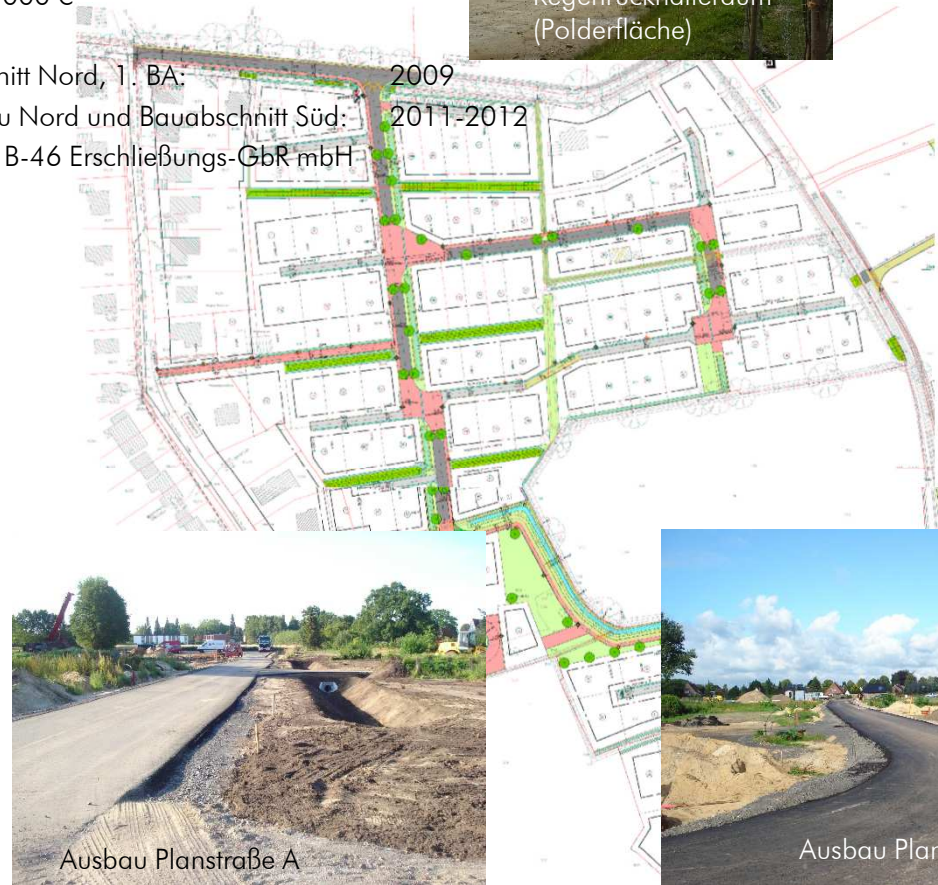 000 €
Regenrückhalteraum
(Polderfläche)
nitt Nord, 1. BA: 2009
u Nord und Bauabschnitt Süd: 2011-2012
B-46 Erschließungs-GbR mbH
Ausbau Planstraße A
Ausbau Plan